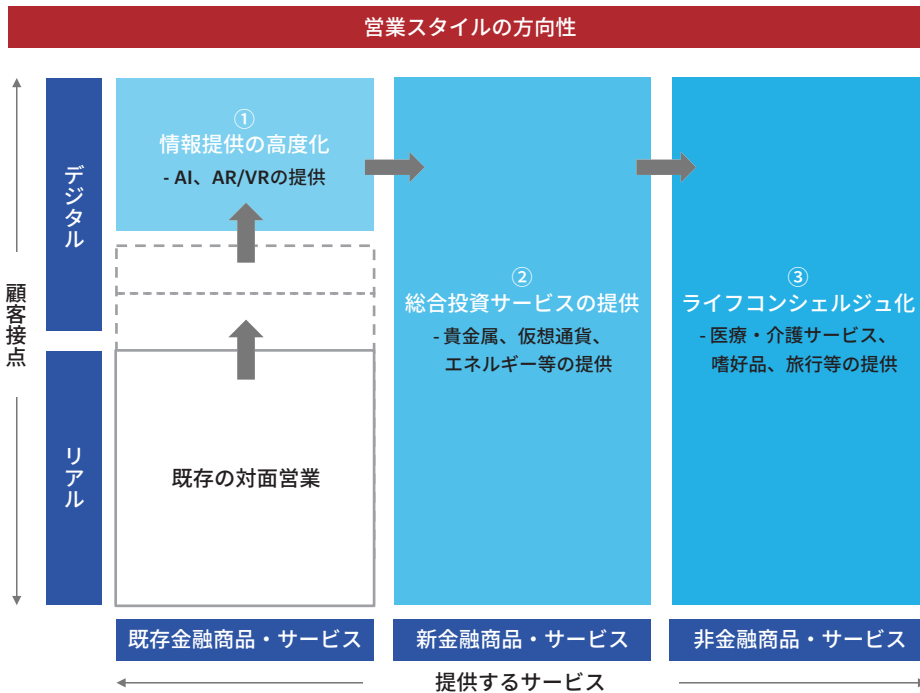 営業スタイルの方向性
顧客接点
デジタル
リアル
①
情報提供の高度化
- AI、AR/VRの提供
既存の対面営業
②
総合投資サービスの提供
- 貴金属、仮想通貨、
エネルギー等の提供
③
ライフコンシェルジュ化
- 医療・介護サービス、
嗜好品、旅行等の提供
既存金融商品・サービス
新金融商品・サービス
非金融商品・サービス
提供するサービス